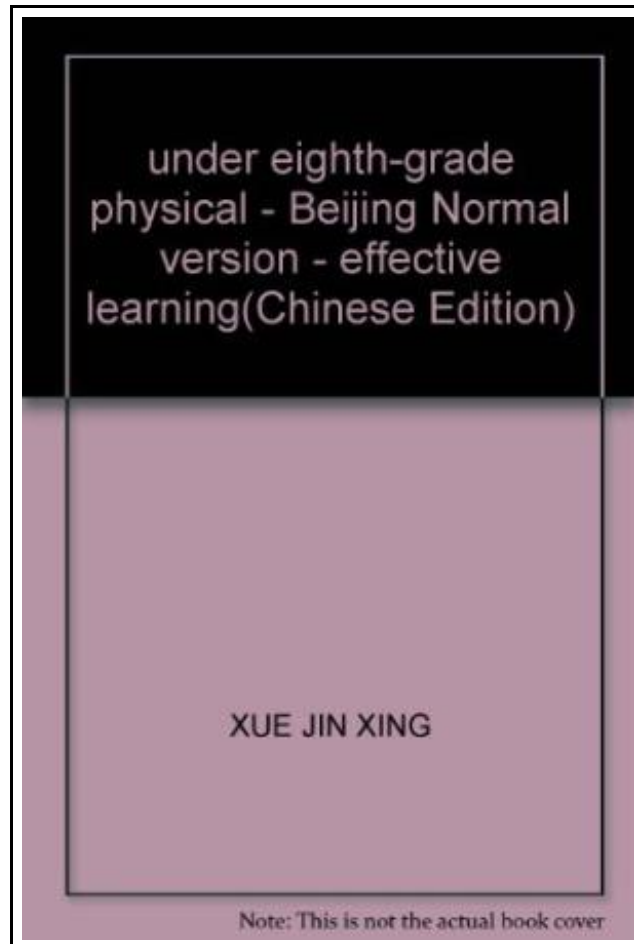 under eighth-grade
physical - Beijing Normal
version - effective
learning(Chinese Edition)
XUE JIN XING
Note: This is not the actual book cover